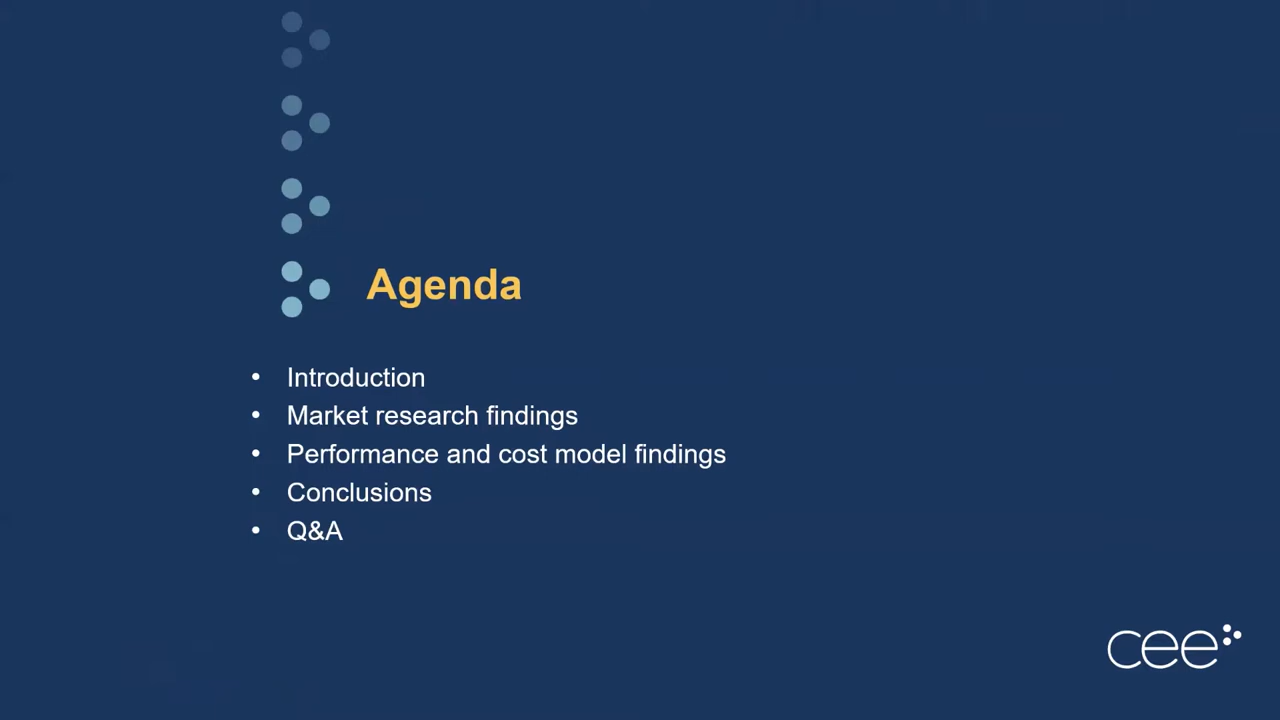 Agenda
• Introduction
• Market research findings
• Performance and cost model findings
• Conclusions
• Q&A
cee